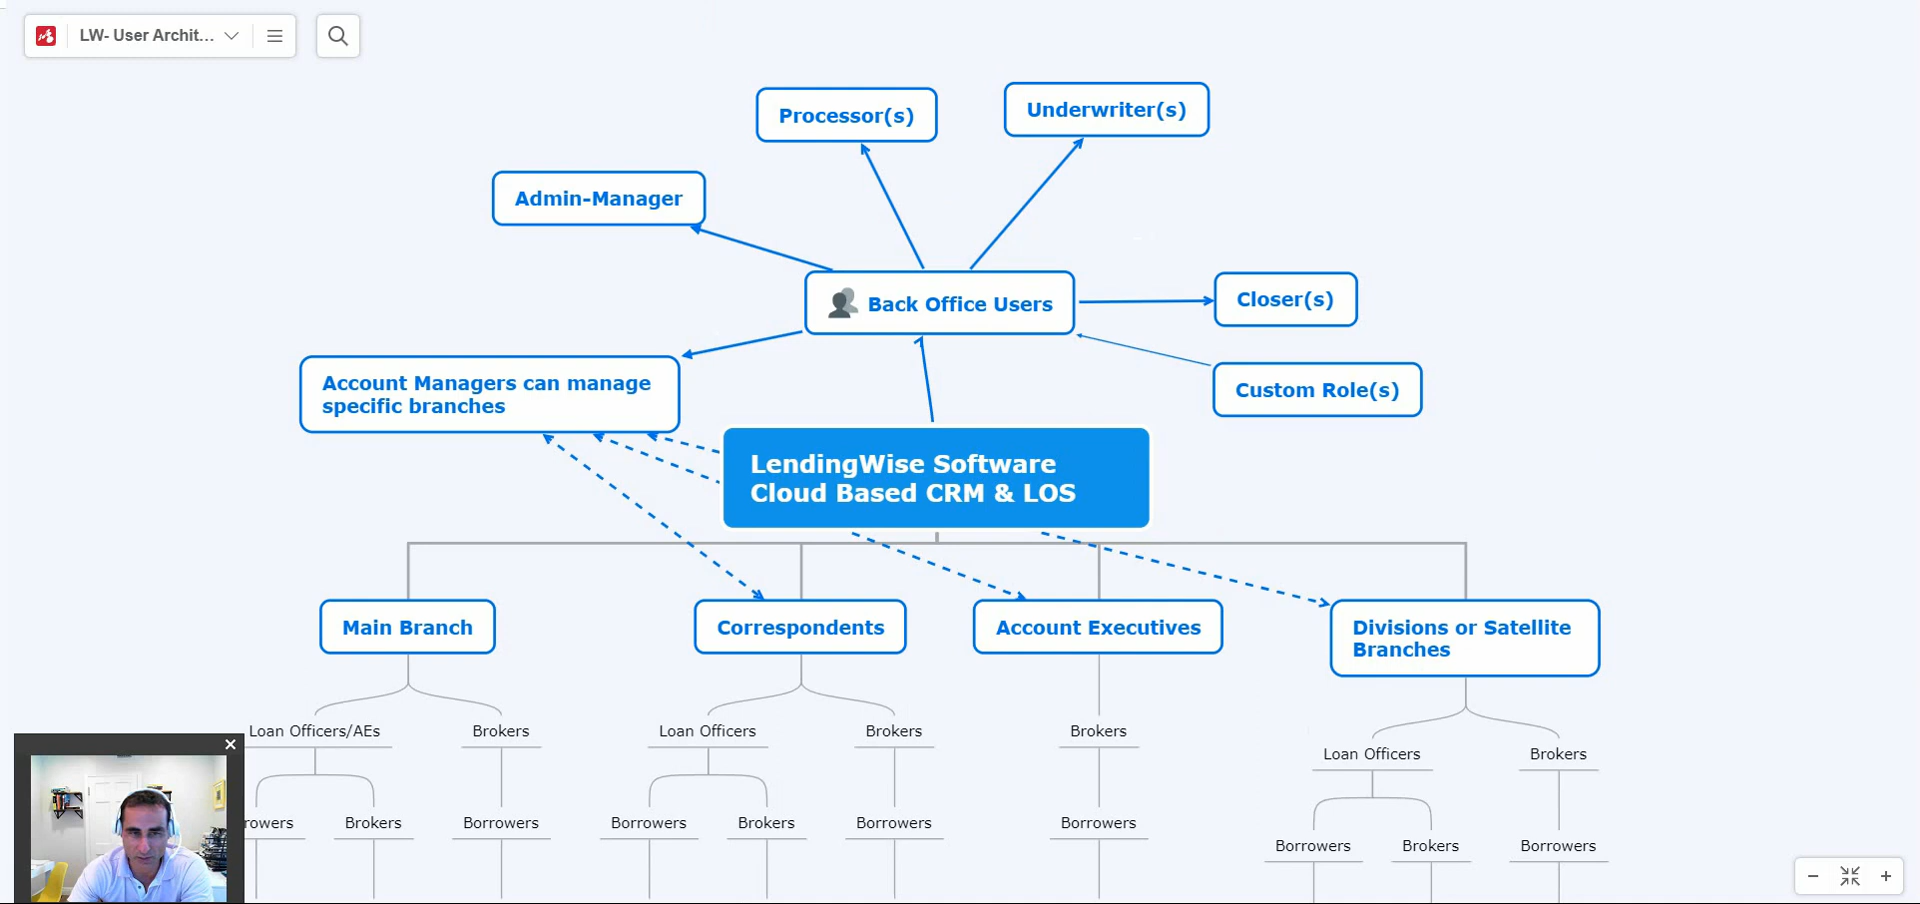 LW- User Archit...
Processor(s)
Underwriter(s)
Admin-Manager
Back Office Users
Closer(s)
Account Managers can manage
specific branches
Custom Role(s)
LendingWise Software
Cloud Based CRM & LOS
Main Branch
Correspondents
Account Executives
Divisions or Satellite
Branches
Loan Officers/AEs
Brokers
Loan Officers
Brokers
Brokers
Loan Officers
Brokers
rowers
Brokers
Borrowers
Borrowers
Brokers
Borrowers
Borrowers
Borrowers
Brokers
Borrowers